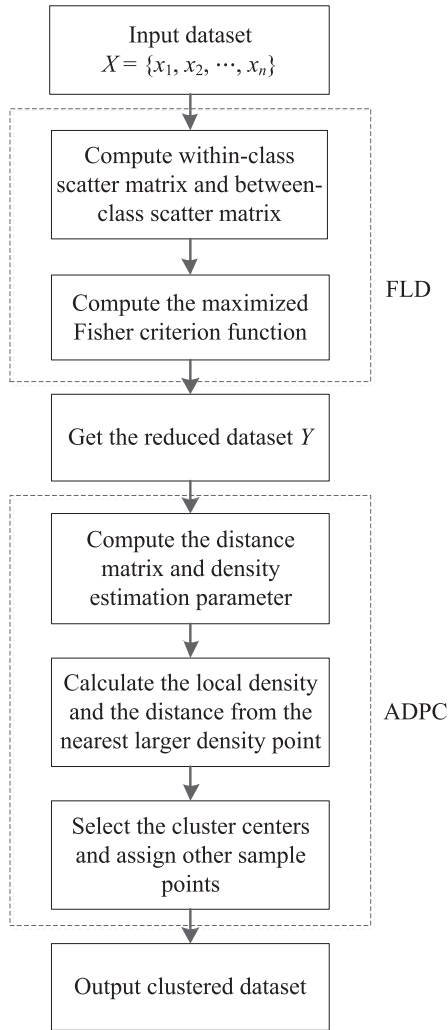 Input dataset
X = {x1, x2, ···, xn}
Compute within-class
scatter matrix and between-
class scatter matrix
Compute the maximized
Fisher criterion function
FLD
Get the reduced dataset Y
Compute the distance
matrix and density
estimation parameter
Calculate the local density
and the distance from the
nearest larger density point
ADPC
Select the cluster centers
and assign other sample
points
Output clustered dataset